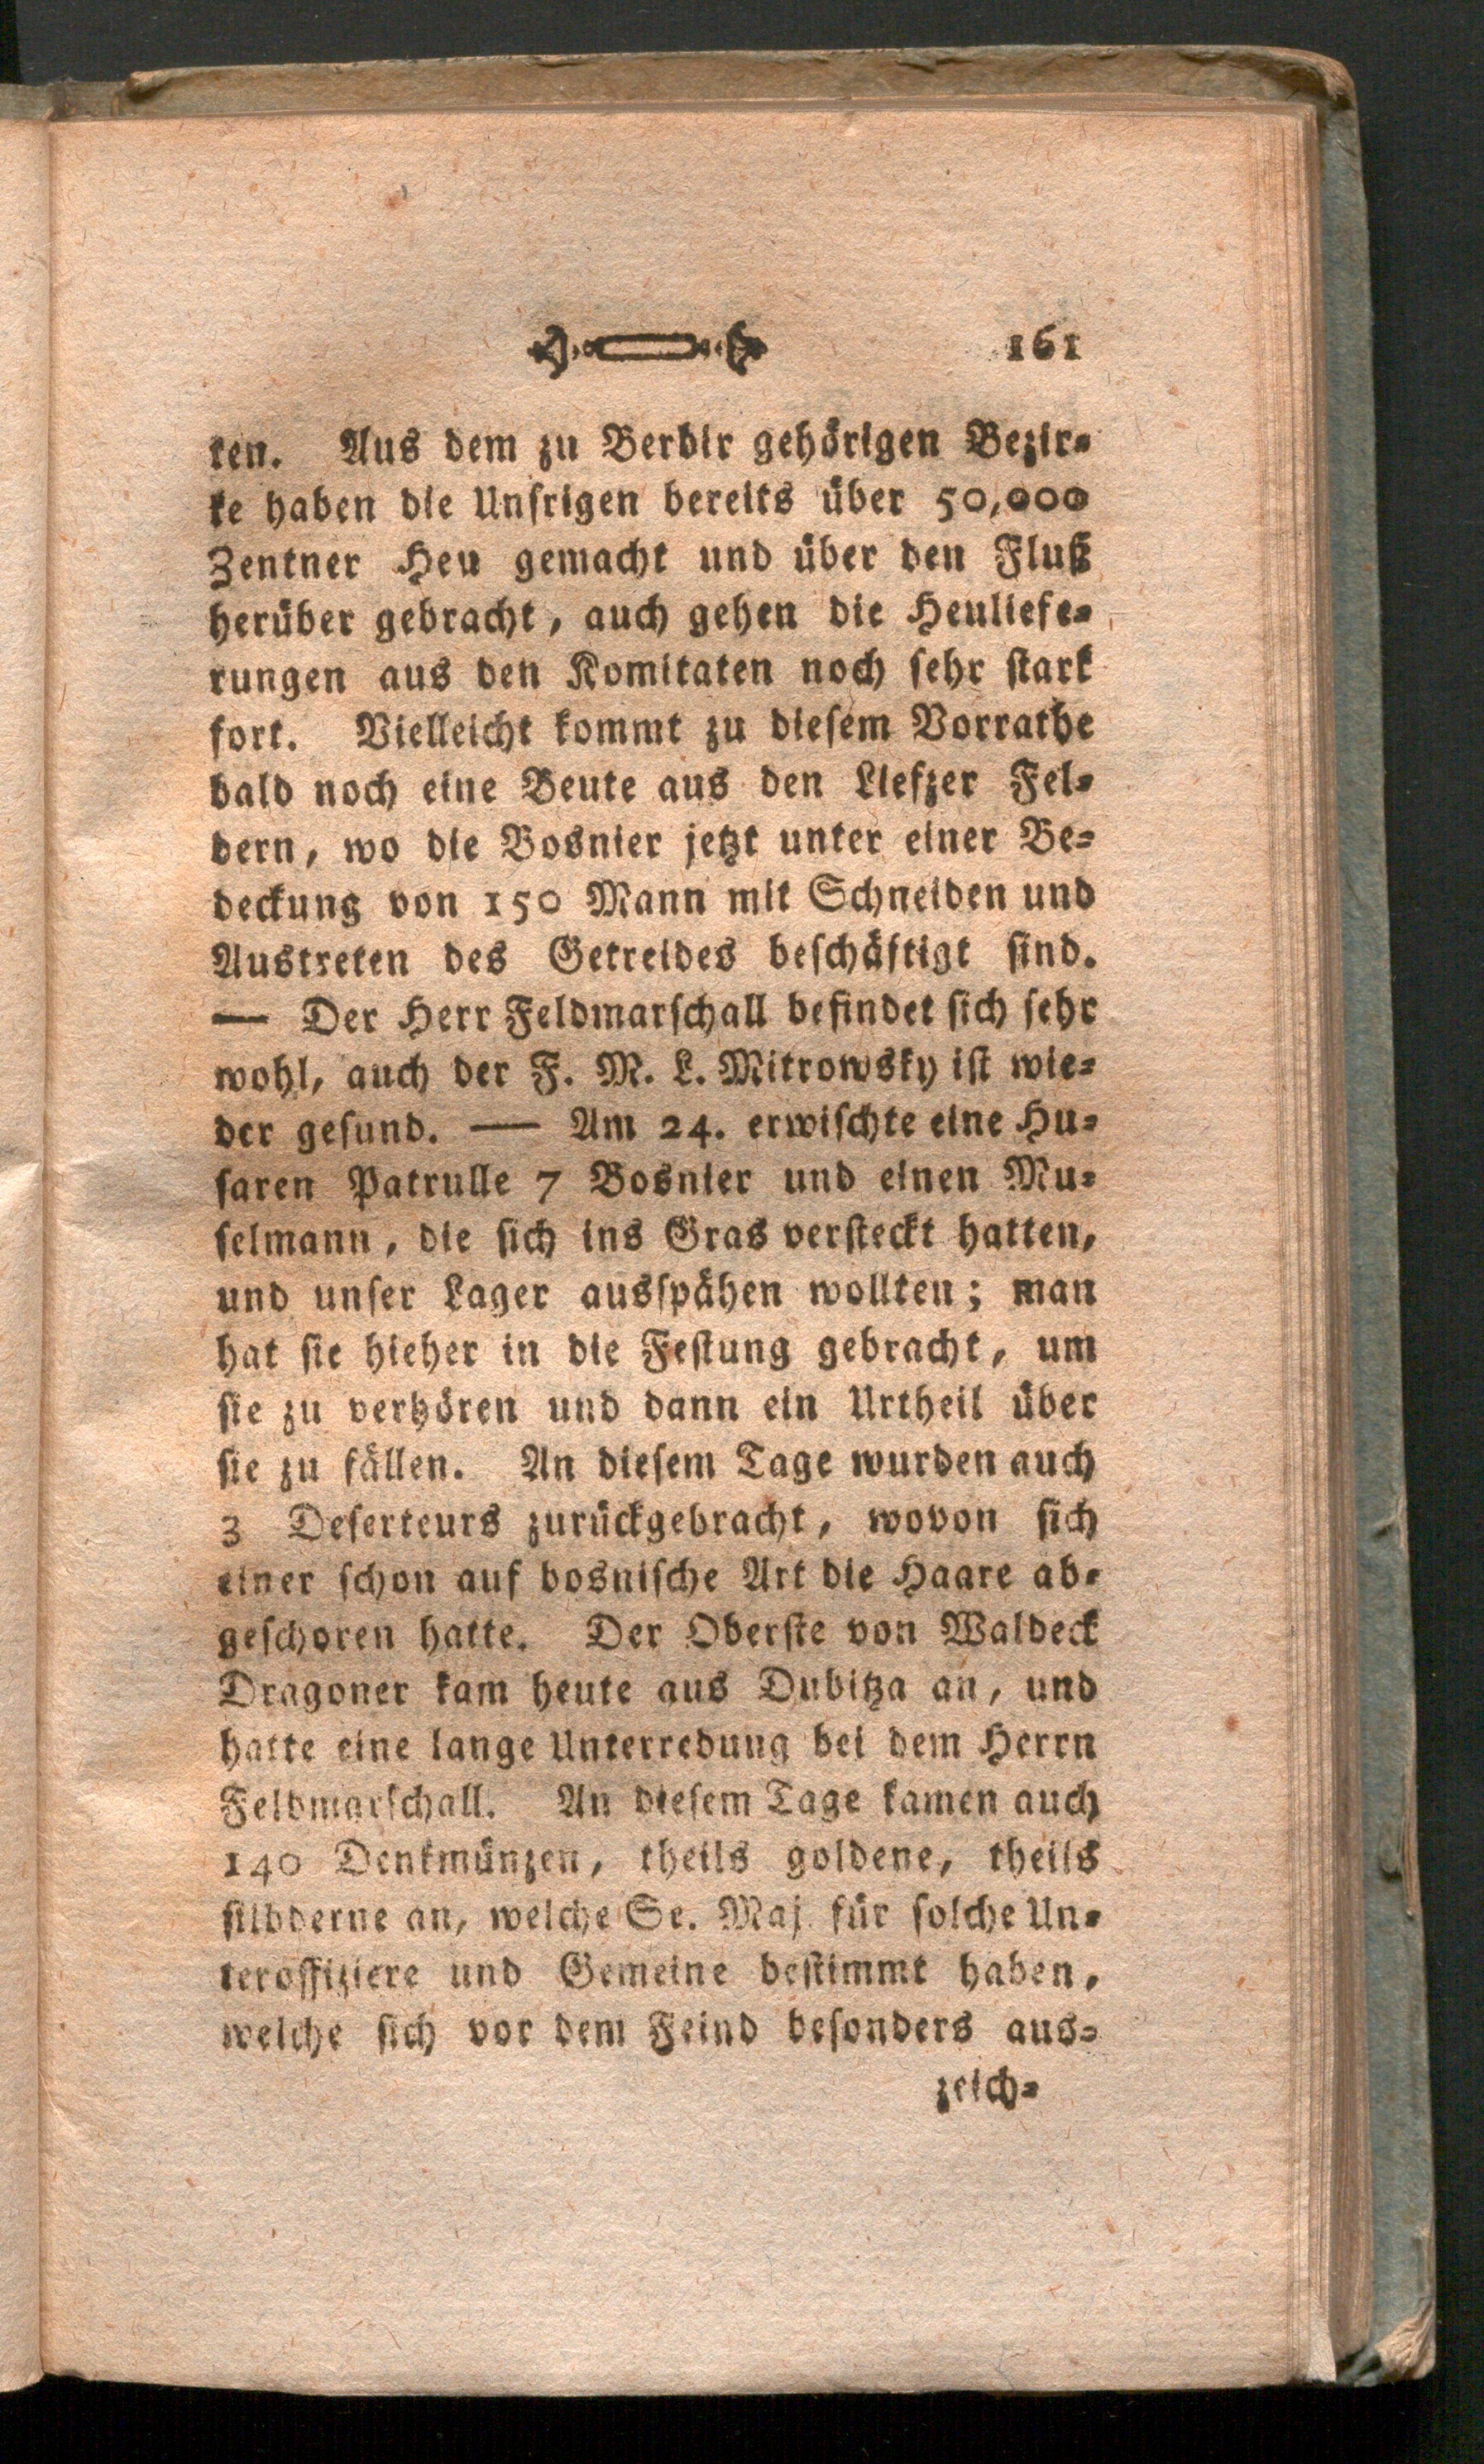 161
ten. Aus dem zu Berbir gehörigen Bezir-
ke haben die Unsrigen bereits über 50,000
Zentner Heu gemacht und über den Fluß
herüber gebracht, auch gehen die Heuliefe-
rungen aus den Komitaten noch sehr stark
fort. Vielleicht kommt zu diesem Vorrathe
bald noch eine Beute aus den Liefzer Fel-
dern, wo die Bosnier jetzt unter einer Be-
deckung von 150 Mann mit Schneiden und
Austreten des Getreides beschäftigt sind.
— Der Herr Feldmarschall befindet sich sehr
wohl, auch der F. M. L. Mitrowsky ist wie-
der gesund. — Am 24. erwischte eine Hu-
saren Patrulle 7 Bosnier und einen Mu-
selmann, die sich ins Gras versteckt hatten,
und unser Lager ausspähen wollten; man
hat sie hieher in die Festung gebracht, um
sie zu verhören und dann ein Urtheil über
sie zu fällen. An diesem Tage wurden auch
3 Deserteurs zurückgebracht, wovon sich
einer schon auf bosnische Art die Haare ab-
geschoren hatte. Der Oberste von Waldeck
Dragoner kam heute aus Dubitza an, und
hatte eine lange Unterredung bei dem Herrn
Feldmarschall. An diesem Tage kamen auch
140 Denkmünzen, theils goldene, theils
silbderne an, welche Se. Maj. für solche Un-
teroffiziere und Gemeine bestimmt haben,
welche sich vor dem Feind besonders aus-
zeich-